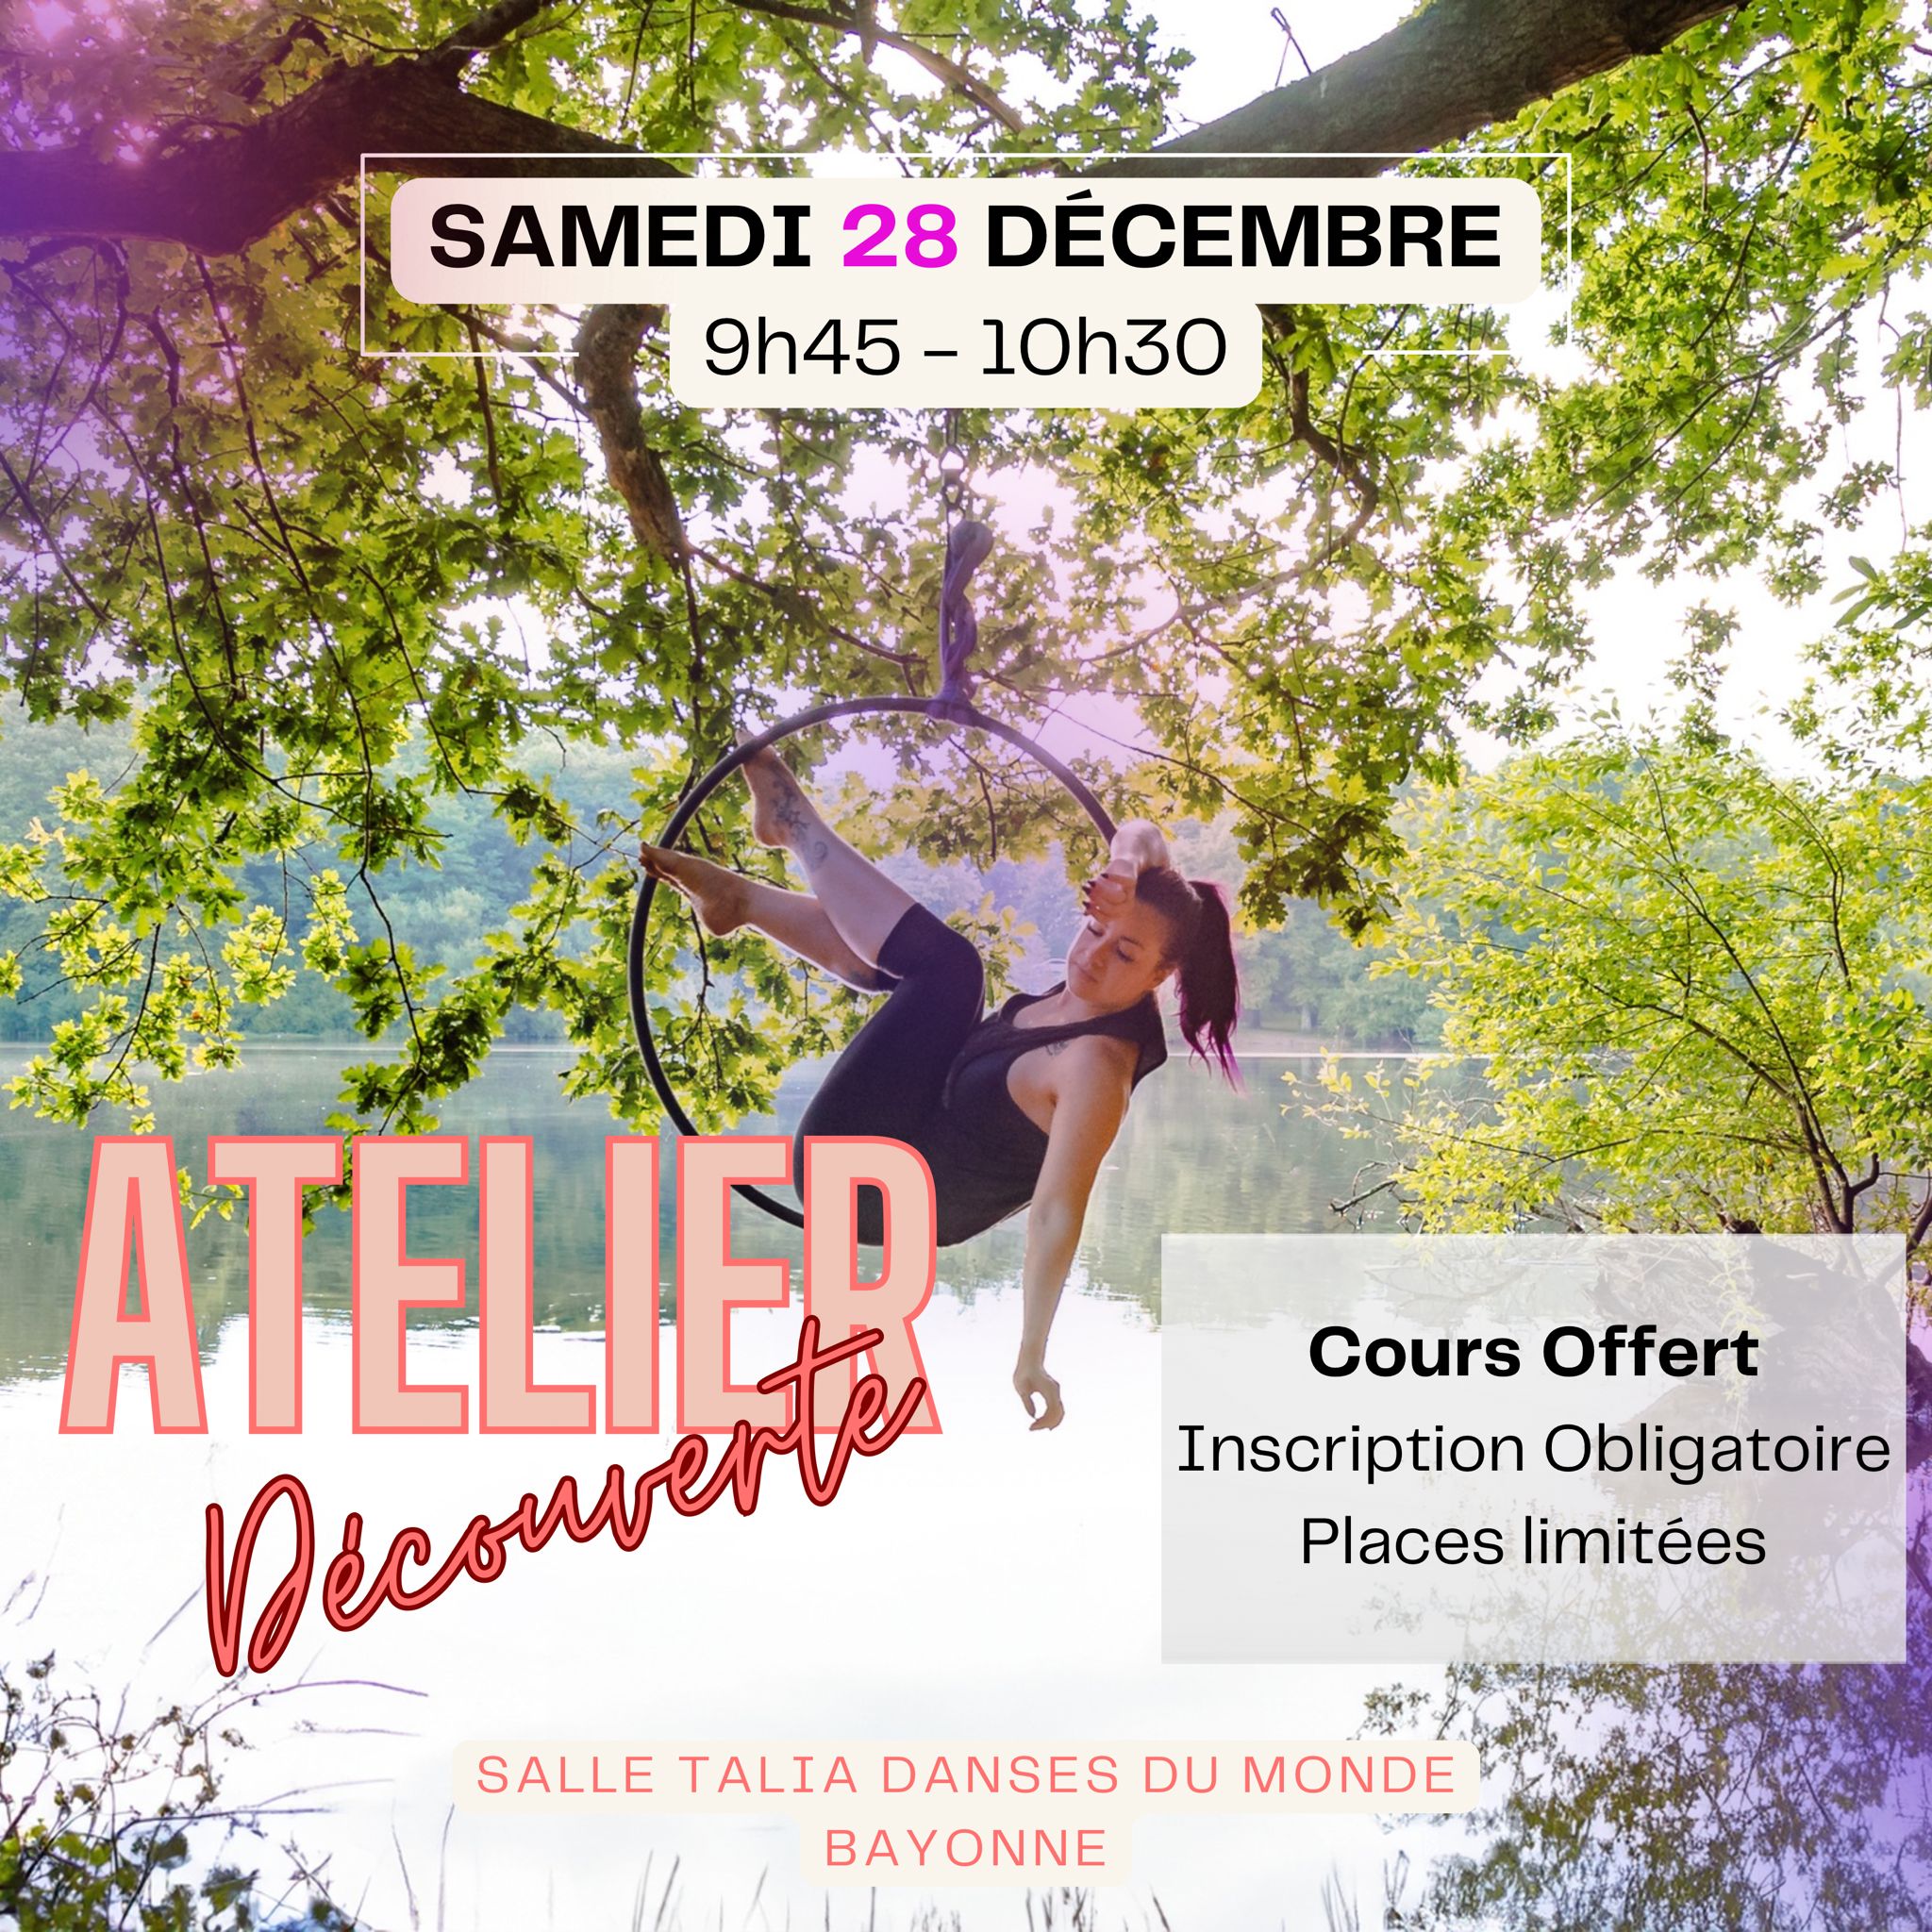 SAMEDI 28 DÉCEMBRE
9h45 - 10h30
ATELIER
Découverte
Cours Offert
Inscription Obligatoire
Places limitées
SALLE TALIA DANSES DU MONDE
BAYONNE